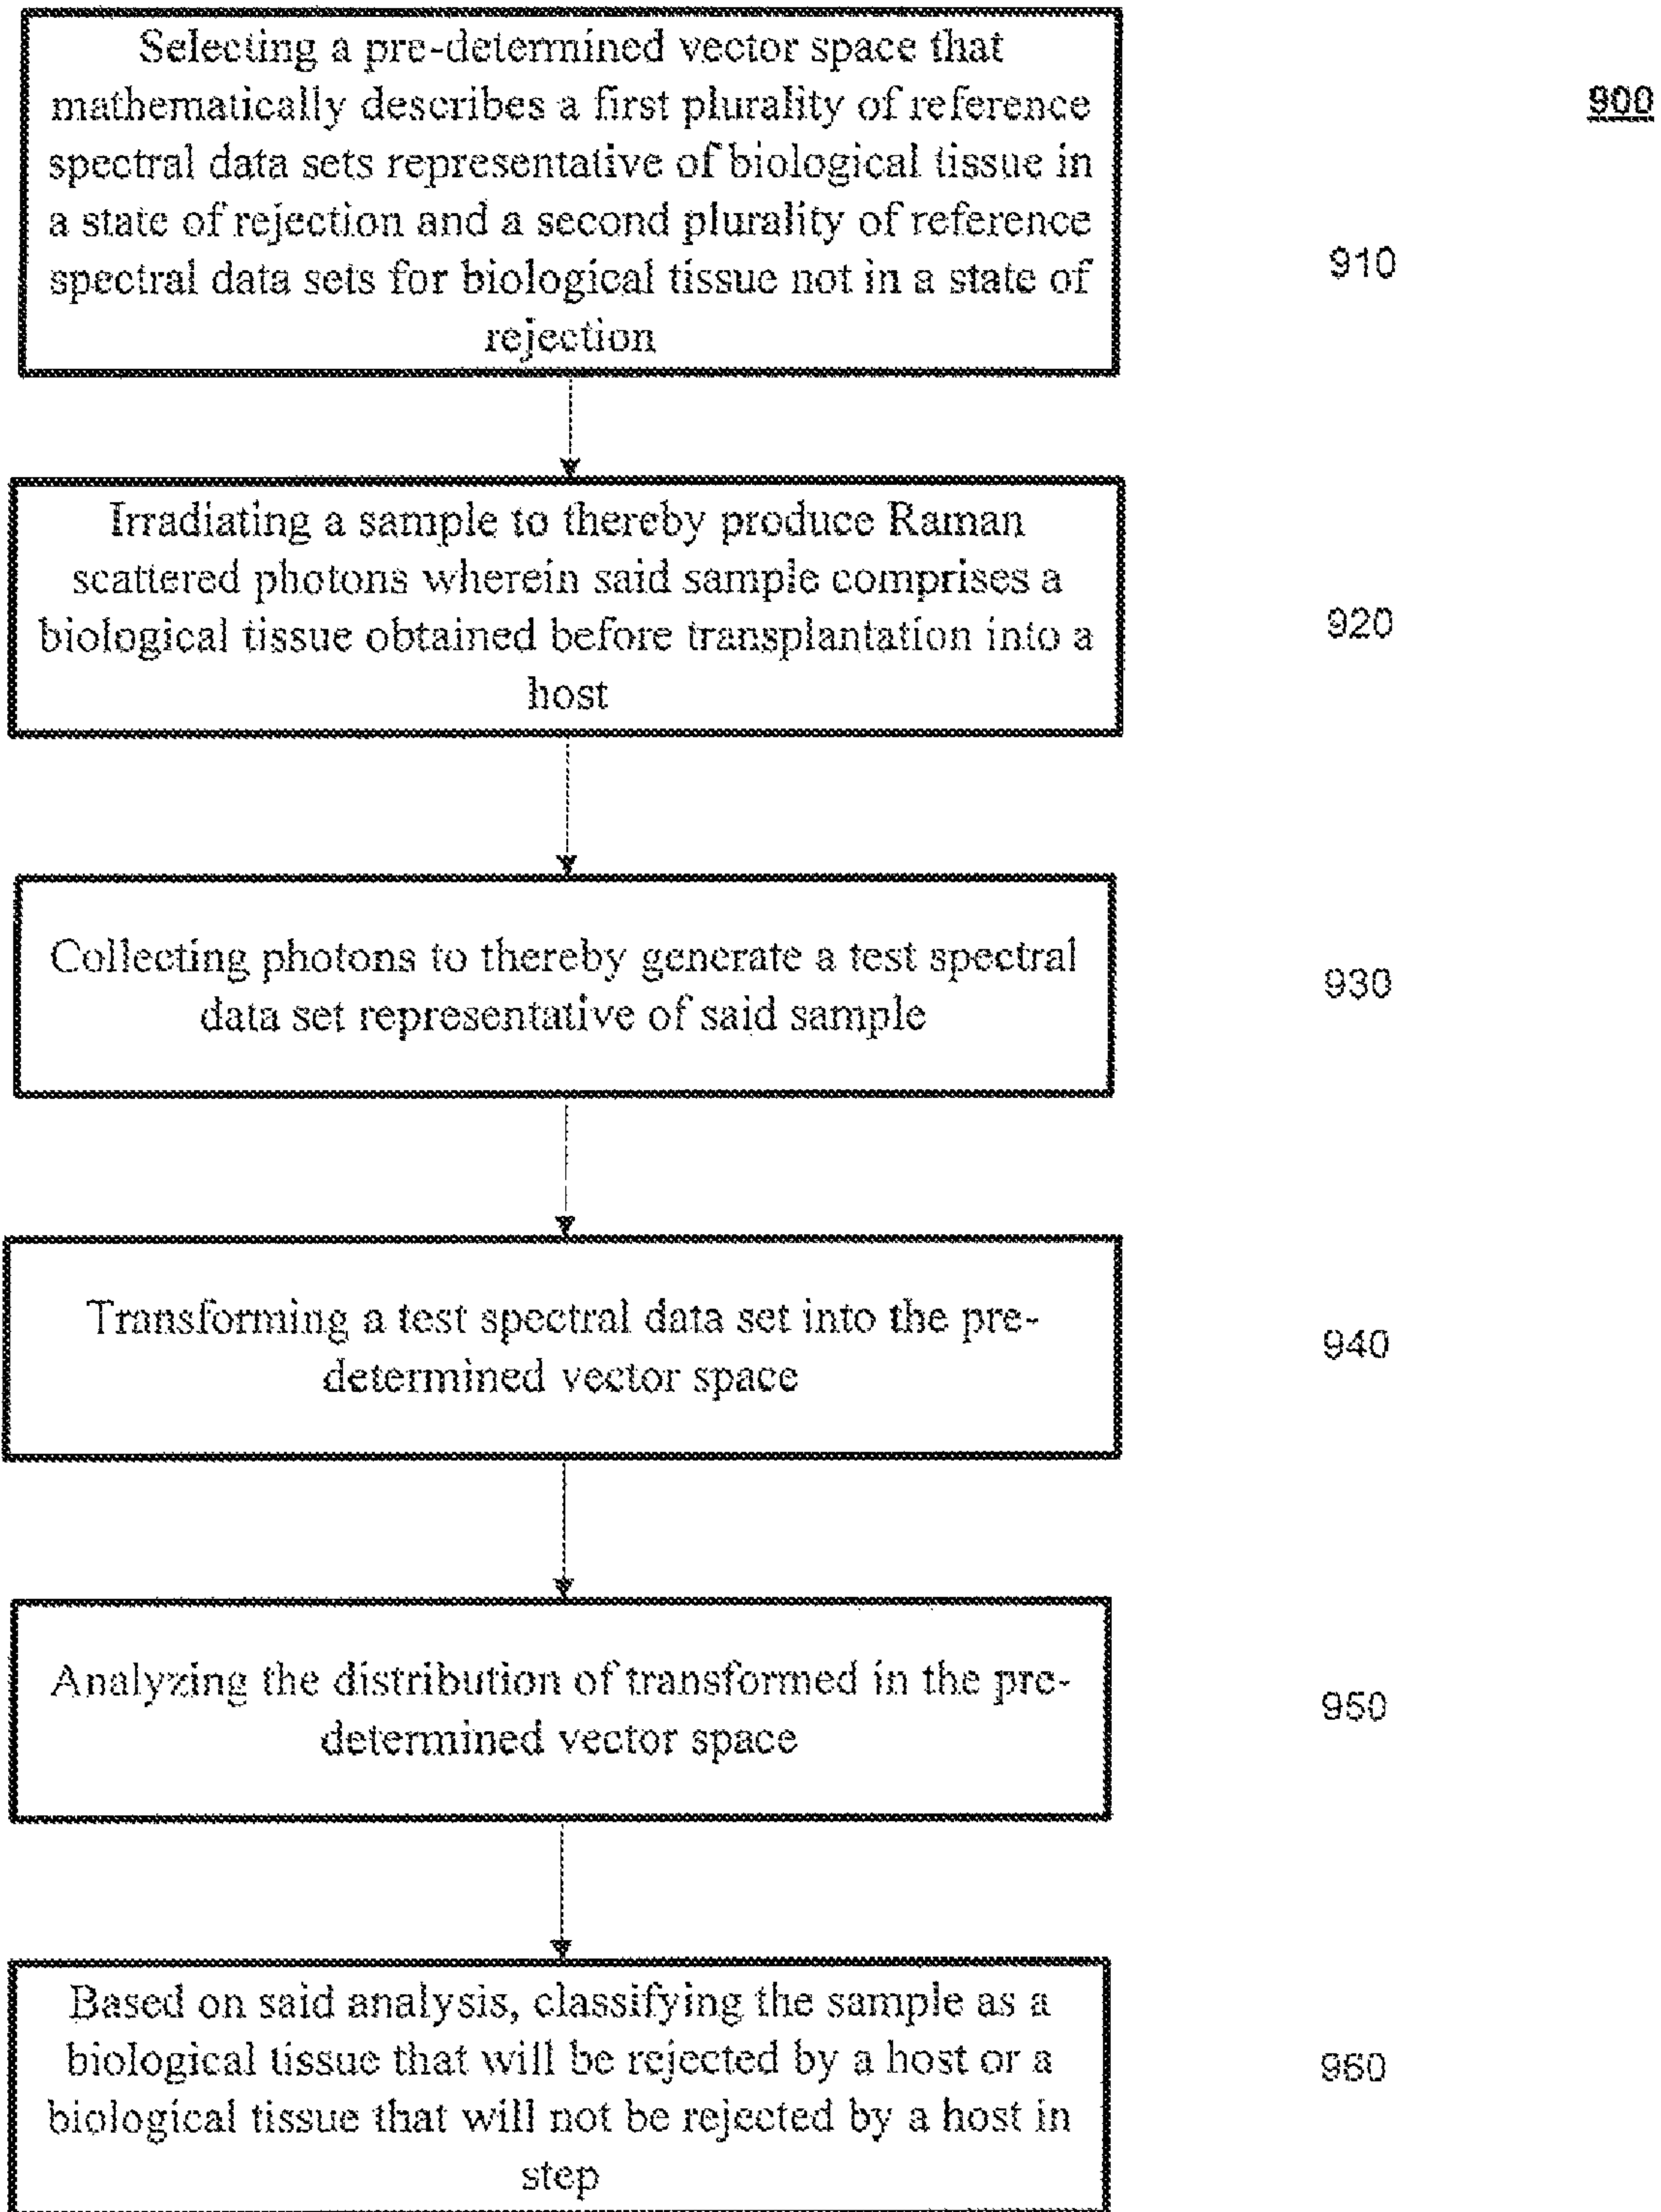 Selecting a pre-determined vector space that
mathematically describes a first plurality of reference
spectral data sets representative of biological tissue in
a state of rejection and a second plurality of reference
spectral data sets for biological tissue not in a state of
rejection
900
910
Irradiating a sample to thereby produce Raman
scattered photons wherein said sample comprises a
biological tissue obtained before transplantation into a
host
920
Collecting photons to thereby generate a test spectral
data set representative of said sample
930
Transforming a test spectral data set into the pre-
determined vector space
940
Analyzing the distribution of transformed in the pre-
determined vector space
950
Based on said analysis, classifying the sample as a
biological tissue that will be rejected by a host or a
biological tissue that will not be rejected by a host in
step
960